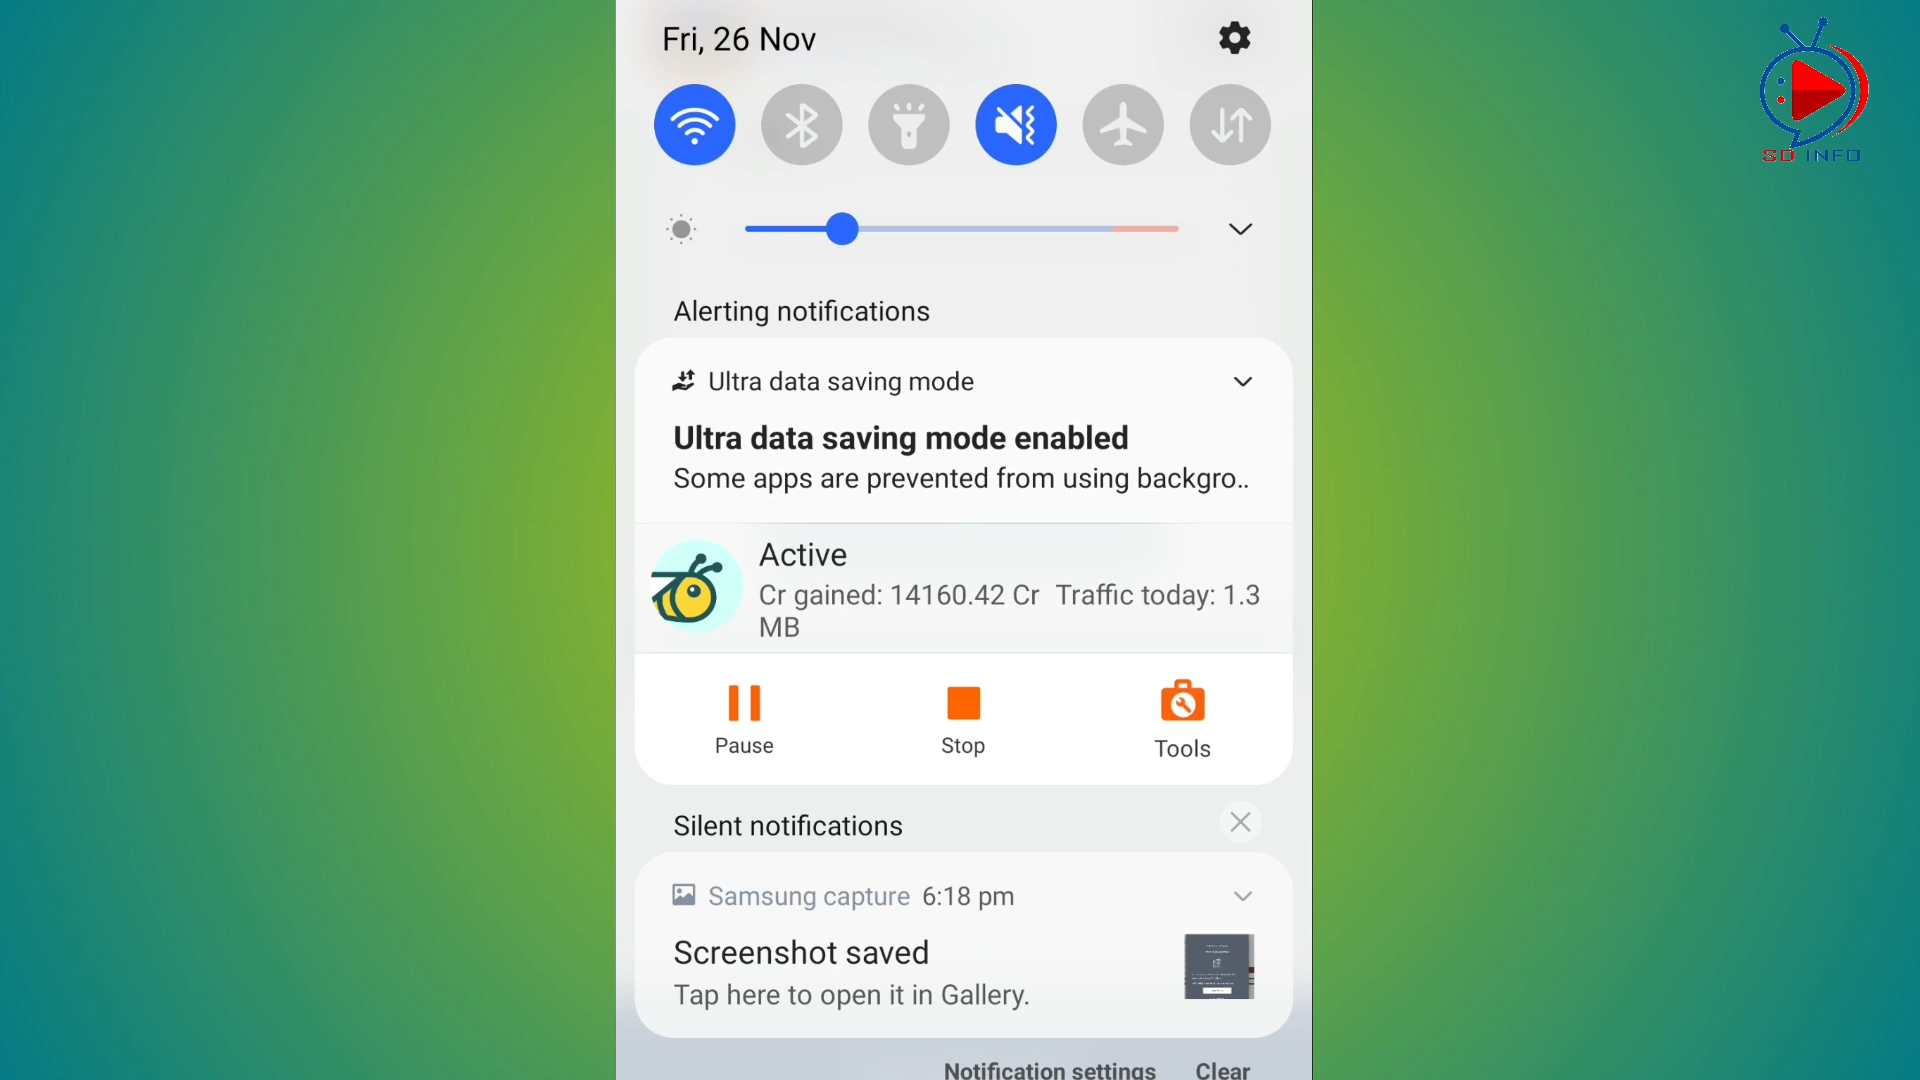 Fri, 26 Nov
SD INFO
Alerting notifications
Ultra data saving mode
Ultra data saving mode enabled
Some apps are prevented from using backgro..
Active
Cr gained: 14160.42 Cr Traffic today: 1.3
MB
Pause
Stop
Tools
Silent notifications
Samsung capture 6:18 pm
Screenshot saved
Tap here to open it in Gallery.
Notification settings
Clear